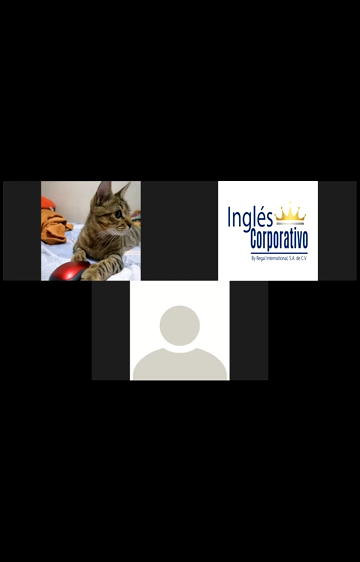 Inglés
Corporativo
By Regal International, S.A. de C.V.